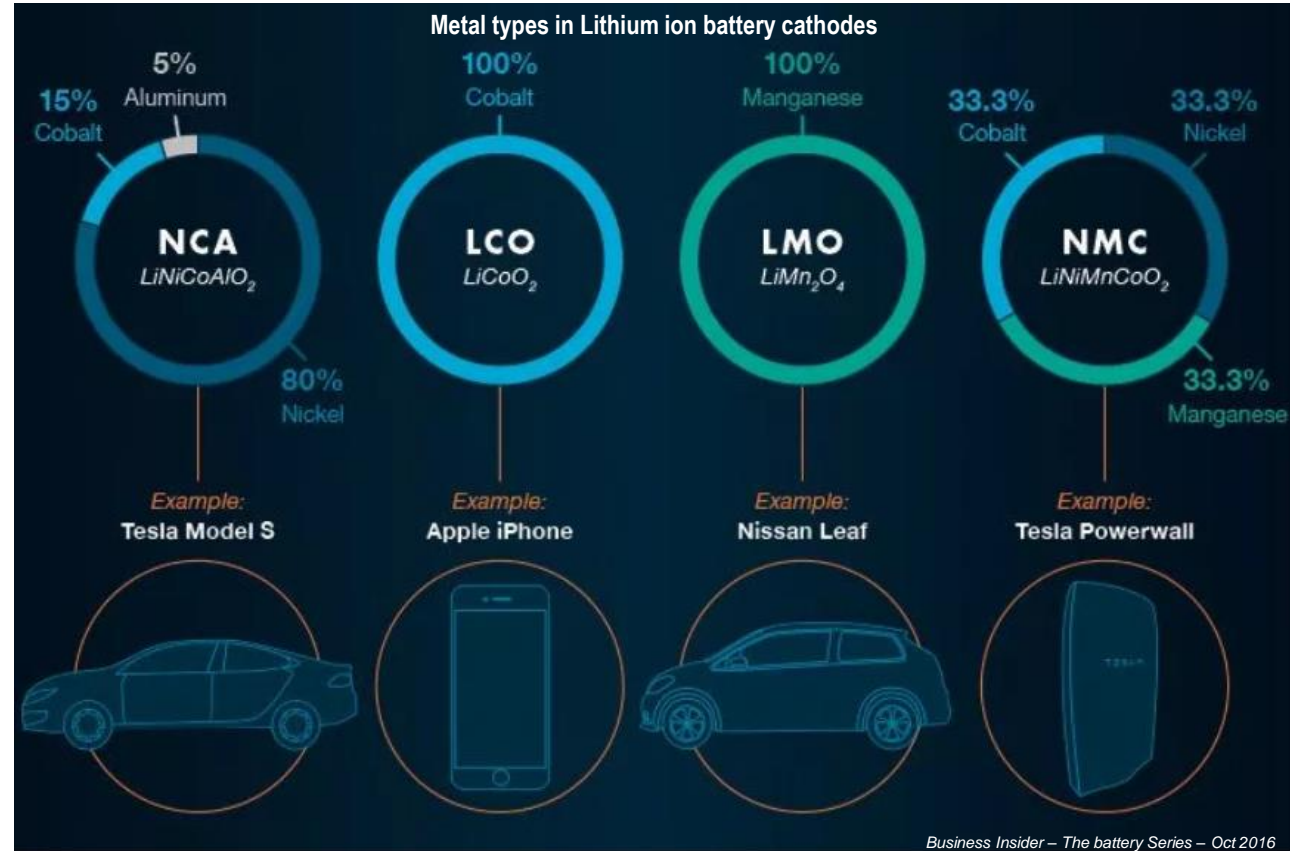 Metal types in Lithium ion battery cathodes
5%
Aluminum
15%
Cobalt
NCA
LiNiCoAlO₂
80%
Nickel
Example:
Tesla Model S
100%
Cobalt
LCO
LiCoO₂
Example:
Apple iPhone
100%
Manganese
LMO
LiMn₂O₄
Example:
Nissan Leaf
33.3%
Cobalt
33.3%
Nickel
NMC
LiNiMnCoO₂
33.3%
Manganese
Example:
Tesla Powerwall
TESLA
Business Insider – The battery Series – Oct 2016